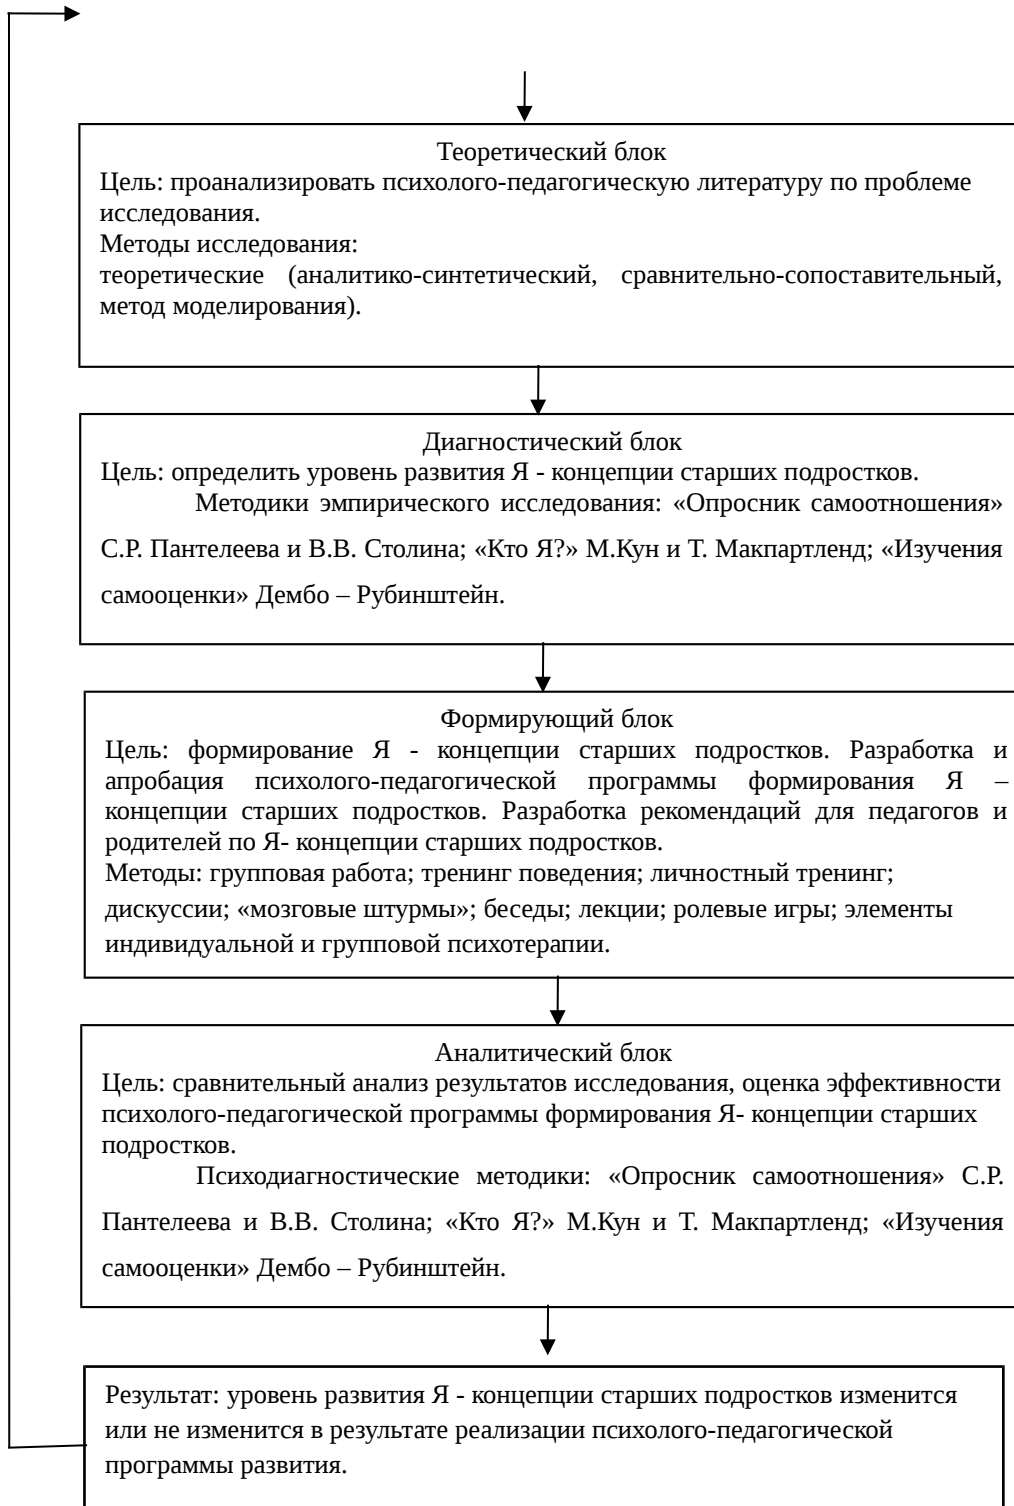 Теоретический блок
Цель: проанализировать психолого-педагогическую литературу по проблеме
исследования.
Методы исследования:
теоретические (аналитико-синтетический, сравнительно-сопоставительный,
метод моделирования).
Диагностический блок
Цель: определить уровень развития Я - концепции старших подростков.
Методики эмпирического исследования: «Опросник самоотношения»
С.Р. Пантелеева и В.В. Столина; «Кто Я?» М.Кун и Т. Макпартленд; «Изучения
самооценки» Дембо – Рубинштейн.
Формирующий блок
Цель: формирование Я - концепции старших подростков. Разработка и
апробация психолого-педагогической программы формирования Я –
концепции старших подростков. Разработка рекомендаций для педагогов и
родителей по Я- концепции старших подростков.
Методы: групповая работа; тренинг поведения; личностный тренинг;
дискуссии; «мозговые штурмы»; беседы; лекции; ролевые игры; элементы
индивидуальной и групповой психотерапии.
Аналитический блок
Цель: сравнительный анализ результатов исследования, оценка эффективности
психолого-педагогической программы формирования Я- концепции старших
подростков.
Психодиагностические методики: «Опросник самоотношения» С.Р.
Пантелеева и В.В. Столина; «Кто Я?» М.Кун и Т. Макпартленд; «Изучения
самооценки» Дембо – Рубинштейн.
Результат: уровень развития Я - концепции старших подростков изменится
или не изменится в результате реализации психолого-педагогической
программы развития.